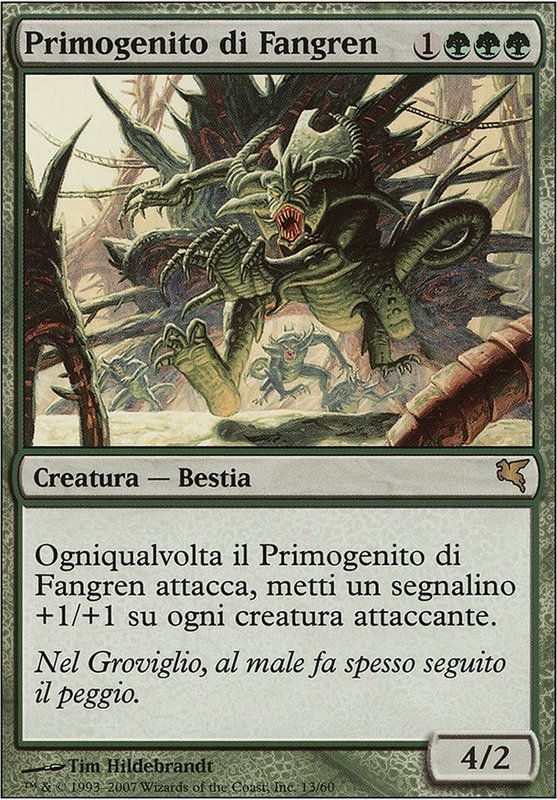 Primogenito di Fangren 1
Creatura — Bestia
Ogniqualvolta il Primogenito di
Fangren attacca, metti un segnalino
+1/+1 su ogni creatura attaccante.
Nel Groviglio, al male fa spesso seguito
il peggio.
4/2
Tim Hildebrandt
™ & © 1993-2007 Wizards of the Coast, Inc. 13/60